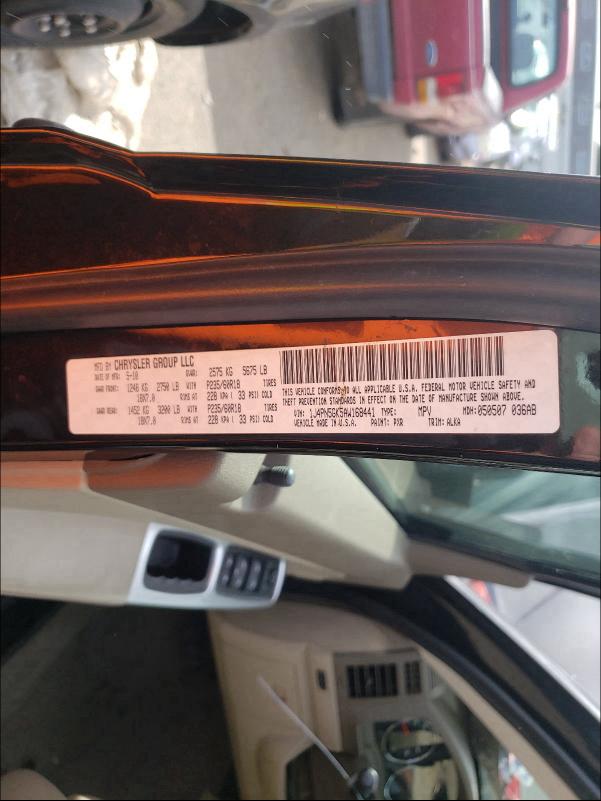 MFD BY CHRYSLER GROUP LLC
DATE OF MFR: 5-10 GVWR: 2575 KG 5675 LB
GAWR FRONT: 1248 KG 2750 LB WITH P235/60R18 TIRES
18X7.0 RIMS AT 228 KPA ( 33 PSI) COLD
GAWR REAR: 1452 KG 3200 LB WITH P235/60R18 TIRES
18X7.0 RIMS AT 228 KPA ( 33 PSI) COLD
THIS VEHICLE CONFORMS TO ALL APPLICABLE U.S.A. FEDERAL MOTOR VEHICLE SAFETY AND
THEFT PREVENTION STANDARDS IN EFFECT ON THE DATE OF MANUFACTURE SHOWN ABOVE.
VIN: 1J4PN5GK5AW168441 TYPE: MPV MDH:050507 036AB
VEHICLE MADE IN U.S.A. PAINT: PXR TRIM: ALKA